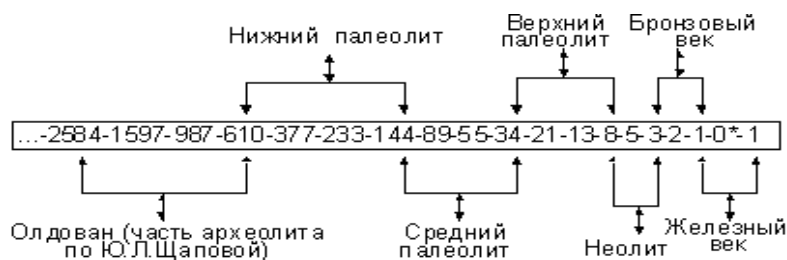 Нижний палеолит
Верхний
палеолит
Бронзовый
век
...-2584-1597-987-610-377-233-144-89-55-34-21-13-8-5-3-2-1-0*-1
Олдован (часть археолита
по Ю.Л.Щаповой)
Средний
палеолит
Неолит
Железный
век